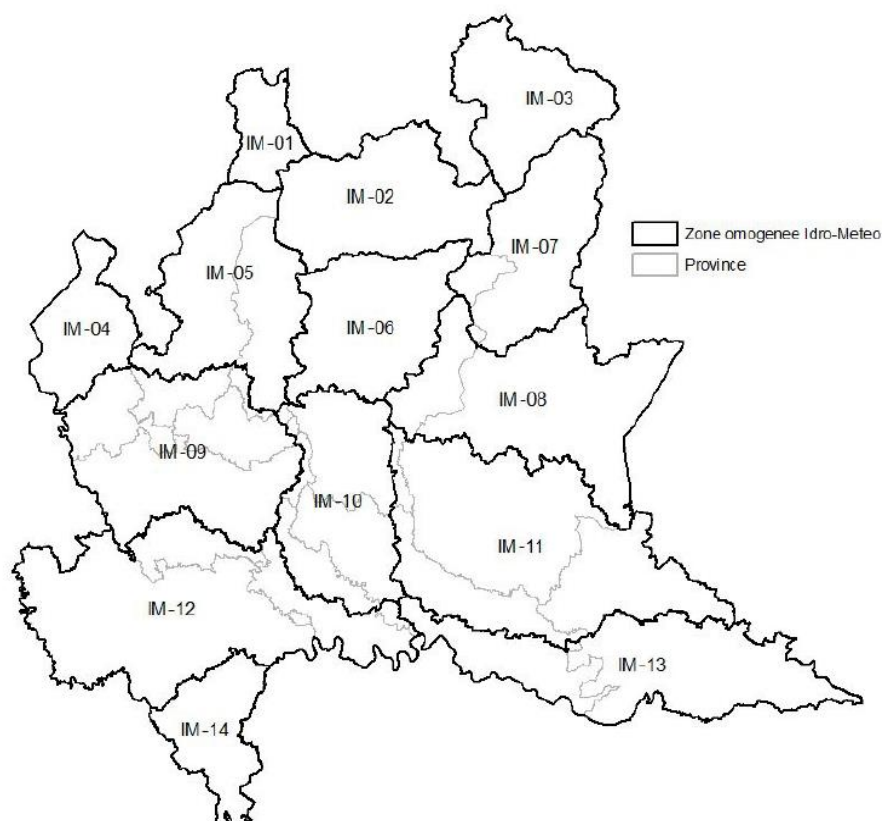 IM-03
IM-01
IM-02
Zone omogenee Idro-Meteo
IM-07
Province
IM-05
IM-04
IM-06
IM-08
IM-09
IM-10
IM-11
IM-12
IM-13
IM-14